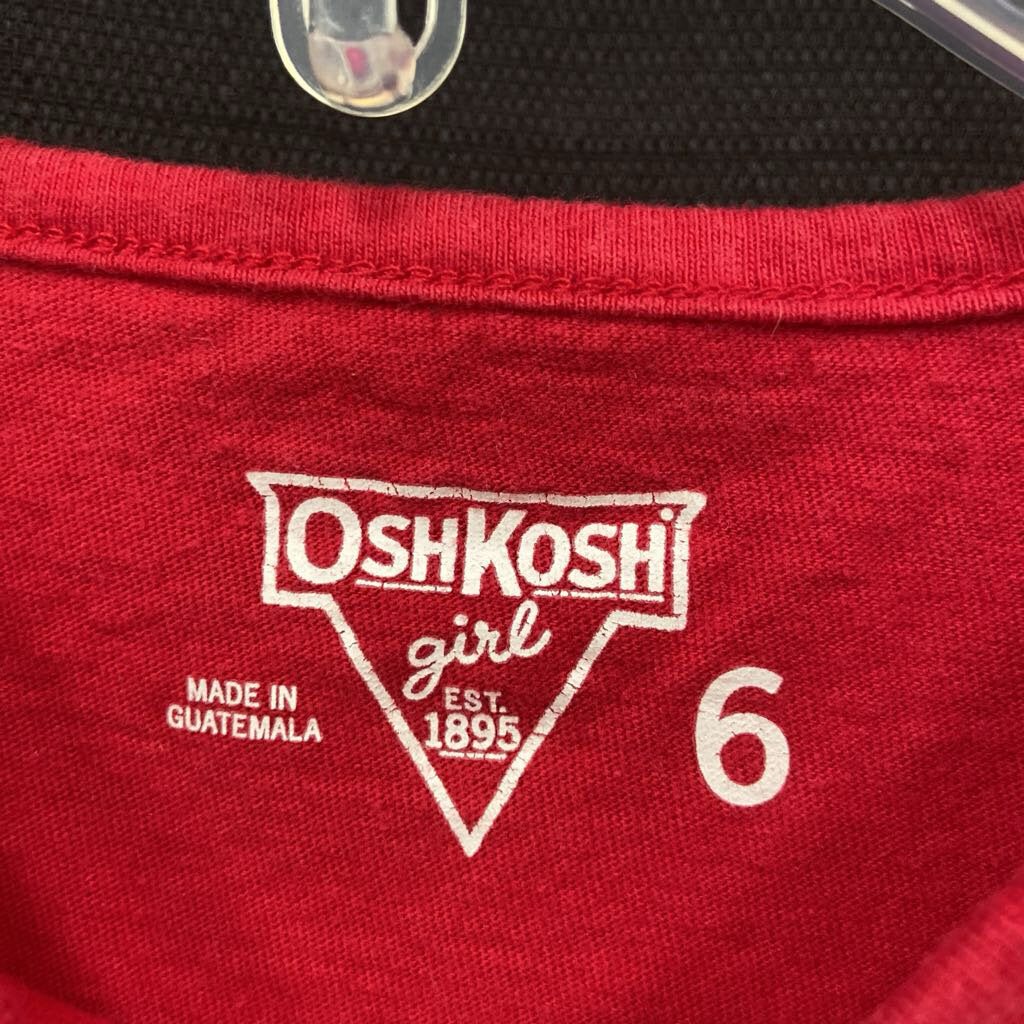 OSHKOSH
girl
EST.
1895
MADE IN
GUATEMALA
6